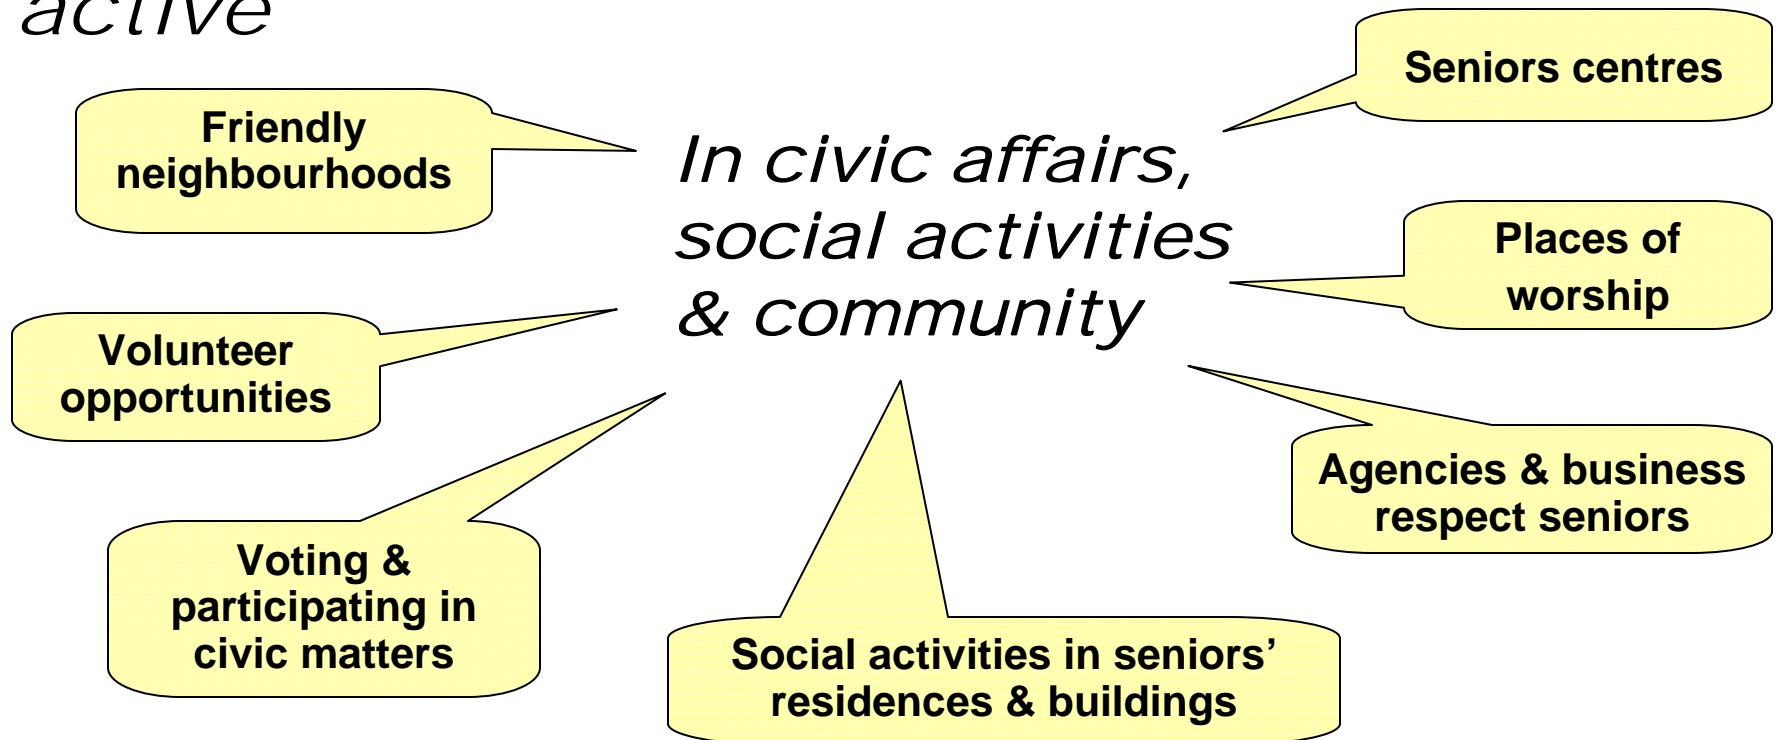 active
Seniors centres
Friendly
neighbourhoods
In civic affairs,
social activities
& community
Places of
worship
Volunteer
opportunities
Agencies & business
respect seniors
Voting &
participating in
civic matters
Social activities in seniors’
residences & buildings